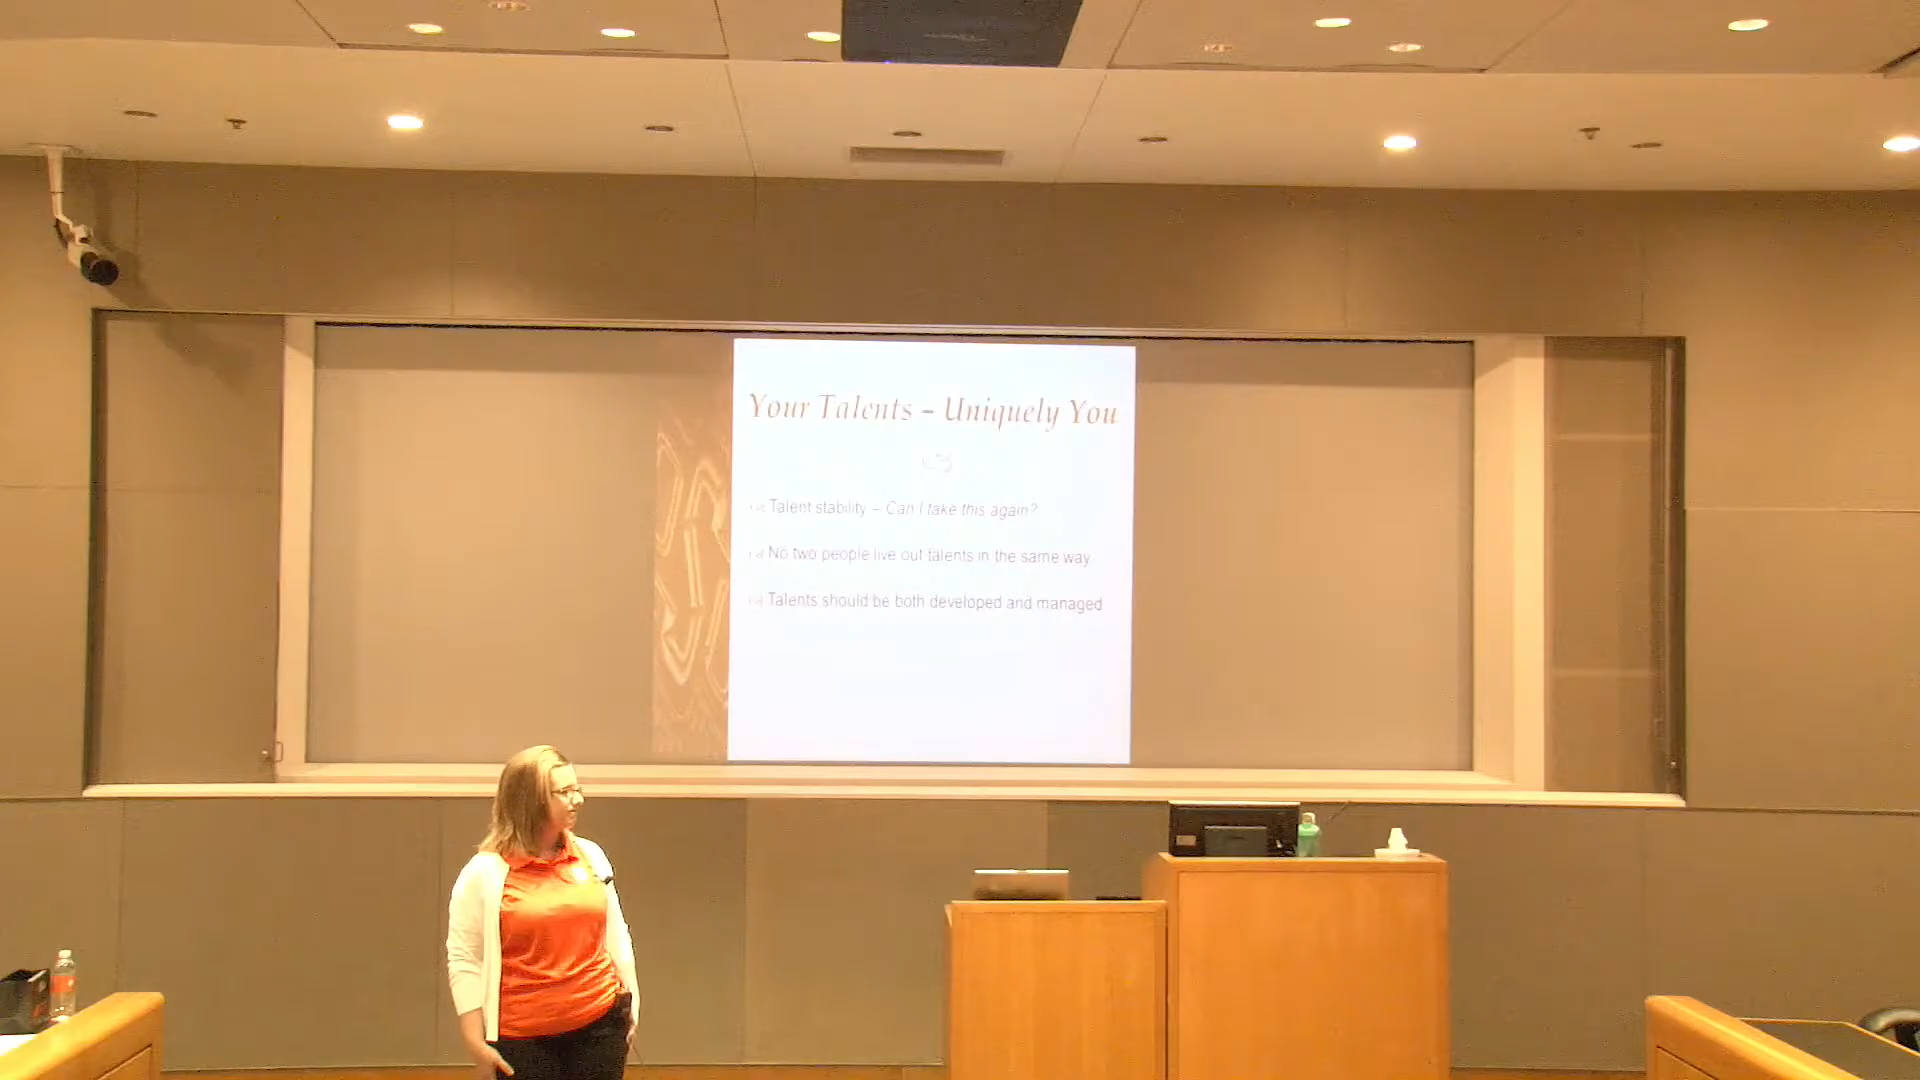 Your Talents – Uniquely You
Talent stability – Can I take this again?
No two people live out talents in the same way
Talents should be both developed and managed